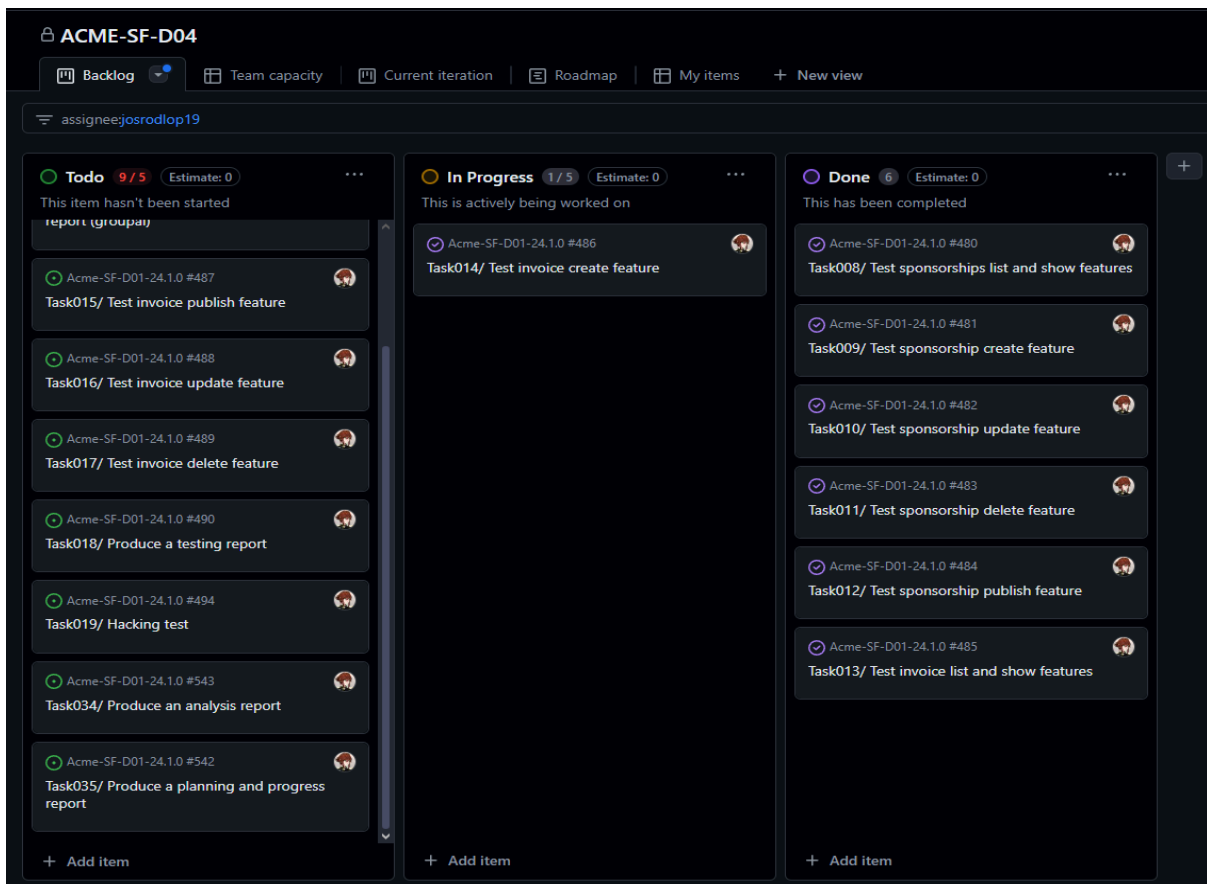 ACME-SF-D04
Backlog
Team capacity
Current iteration
Roadmap
My items
+ New view
assignee:josrodlop19
Todo 9 / 5 Estimate: 0 ...
This item hasn't been started
report (groupal)
Acme-SF-D01-24.1.0 #487
Task015/ Test invoice publish feature
Acme-SF-D01-24.1.0 #488
Task016/ Test invoice update feature
Acme-SF-D01-24.1.0 #489
Task017/ Test invoice delete feature
Acme-SF-D01-24.1.0 #490
Task018/ Produce a testing report
Acme-SF-D01-24.1.0 #494
Task019/ Hacking test
Acme-SF-D01-24.1.0 #543
Task034/ Produce an analysis report
Acme-SF-D01-24.1.0 #542
Task035/ Produce a planning and progress
report
+ Add item
In Progress 1 / 5 Estimate: 0 ...
This is actively being worked on
Acme-SF-D01-24.1.0 #486
Task014/ Test invoice create feature
+ Add item
Done 6 Estimate: 0 ...
This has been completed
Acme-SF-D01-24.1.0 #480
Task008/ Test sponsorships list and show features
Acme-SF-D01-24.1.0 #481
Task009/ Test sponsorship create feature
Acme-SF-D01-24.1.0 #482
Task010/ Test sponsorship update feature
Acme-SF-D01-24.1.0 #483
Task011/ Test sponsorship delete feature
Acme-SF-D01-24.1.0 #484
Task012/ Test sponsorship publish feature
Acme-SF-D01-24.1.0 #485
Task013/ Test invoice list and show features
+ Add item
+